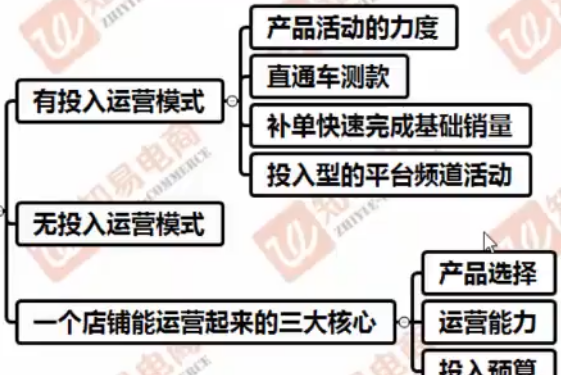 产品活动的力度
直通车测款
有投入运营模式
补单快速完成基础销量
投入型的平台频道活动
无投入运营模式
产品选择
一个店铺能运营起来的三大核心
运营能力
投入预算
知易电商